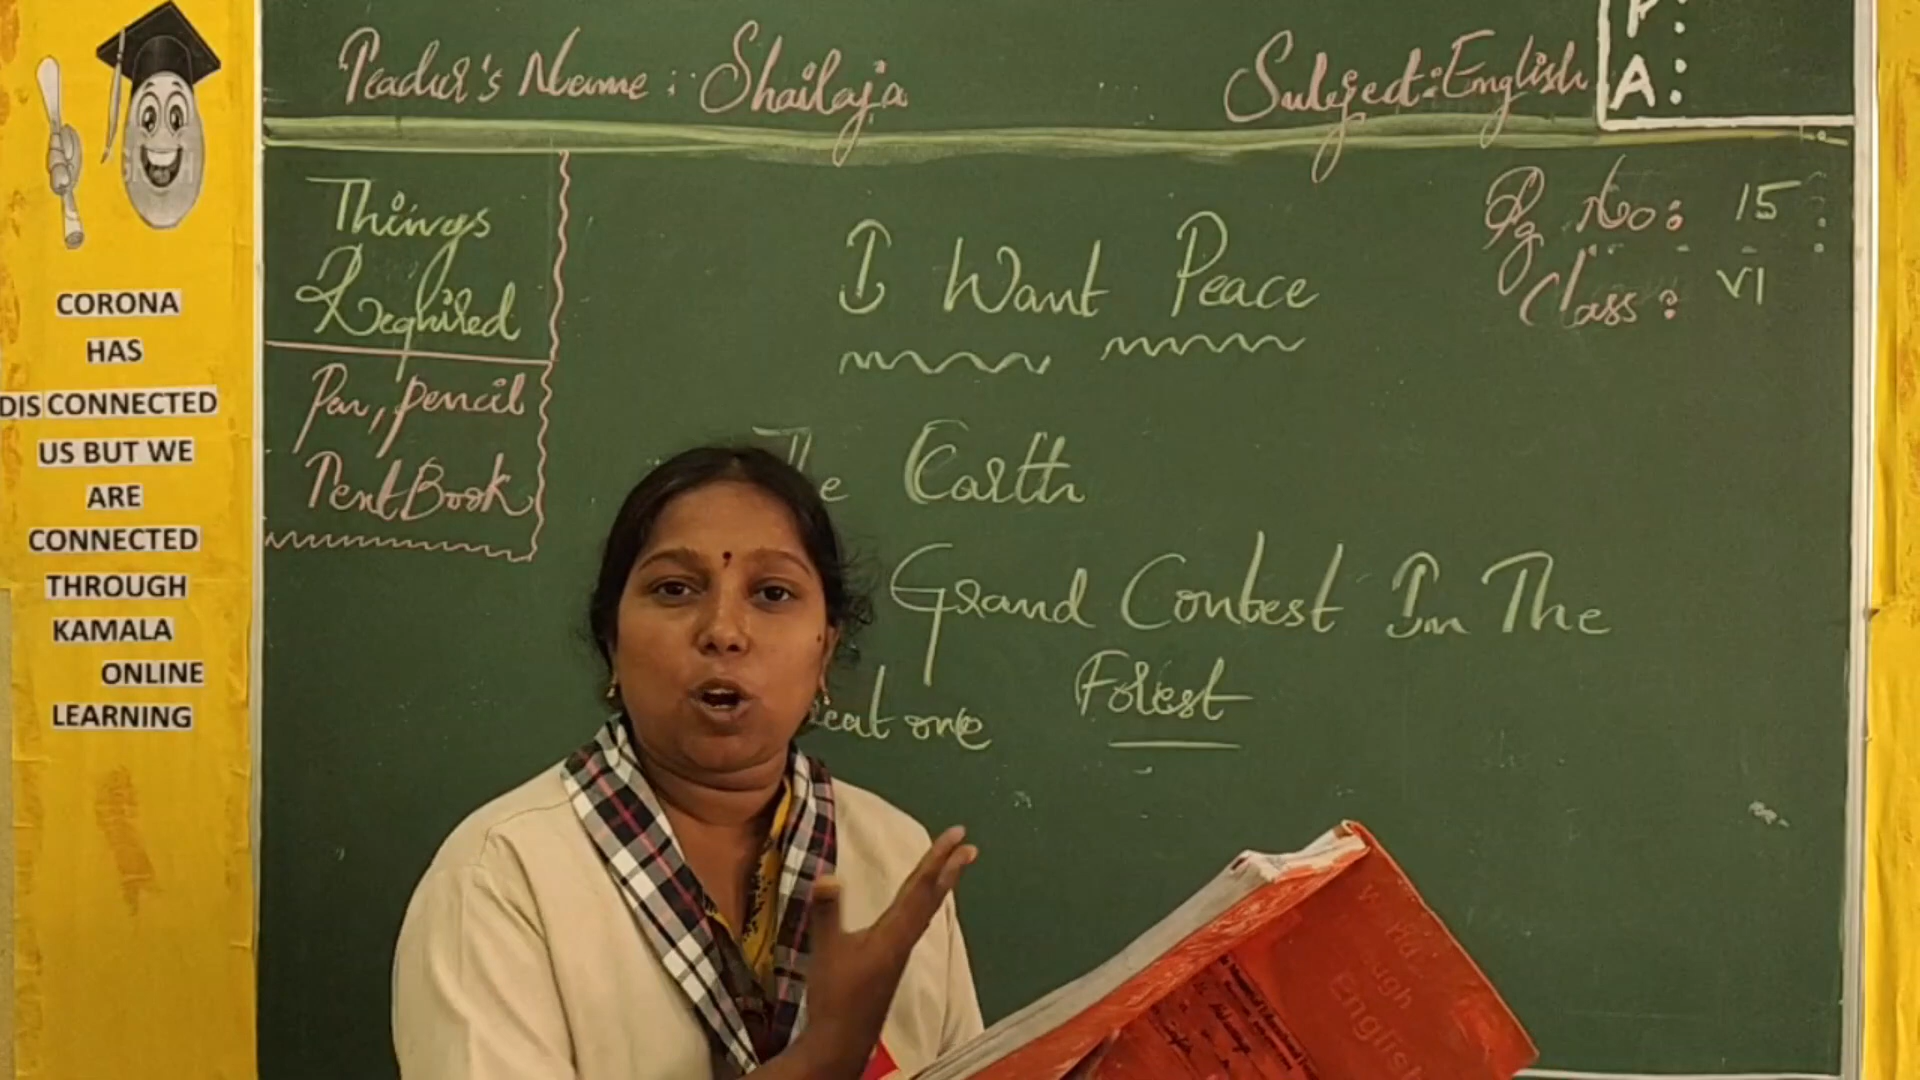 CORONA
HAS
DIS CONNECTED
US BUT WE
ARE
CONNECTED
THROUGH
KAMALA
ONLINE
LEARNING
Teacher's Name : Shailaja
Subject: English
P:
A:
Things
Required
Pen, pencil
Text Book
Pg No: 15
Class: VI
I Want Peace
The Earth
Grand Contest In The
Forest
one
English